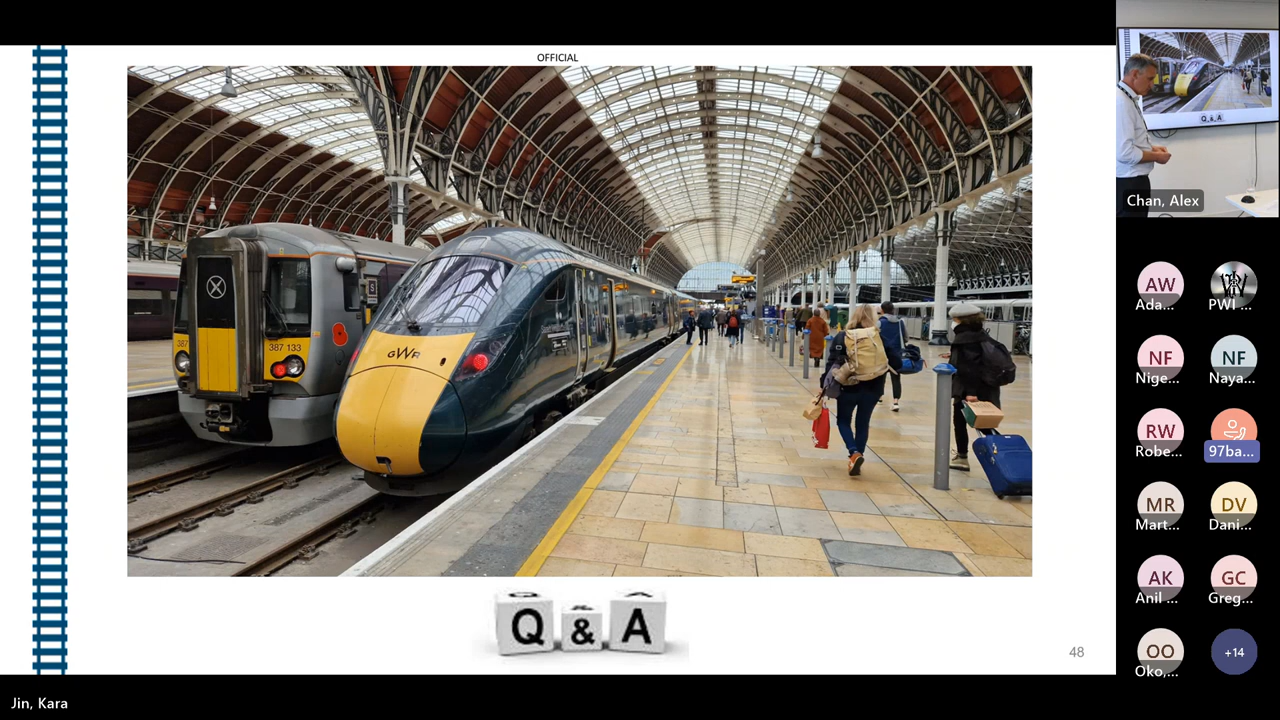 OFFICIAL
387
387 133
GWR
Q & A
48
Q & A
Chan, Alex
AW
Ada...
PWI ...
NF
Nige...
NF
Naya...
RW
Robe...
97ba...
MR
Mart...
DV
Dani...
AK
Anil ...
GC
Greg...
OO
Oko,...
+14
Jin, Kara